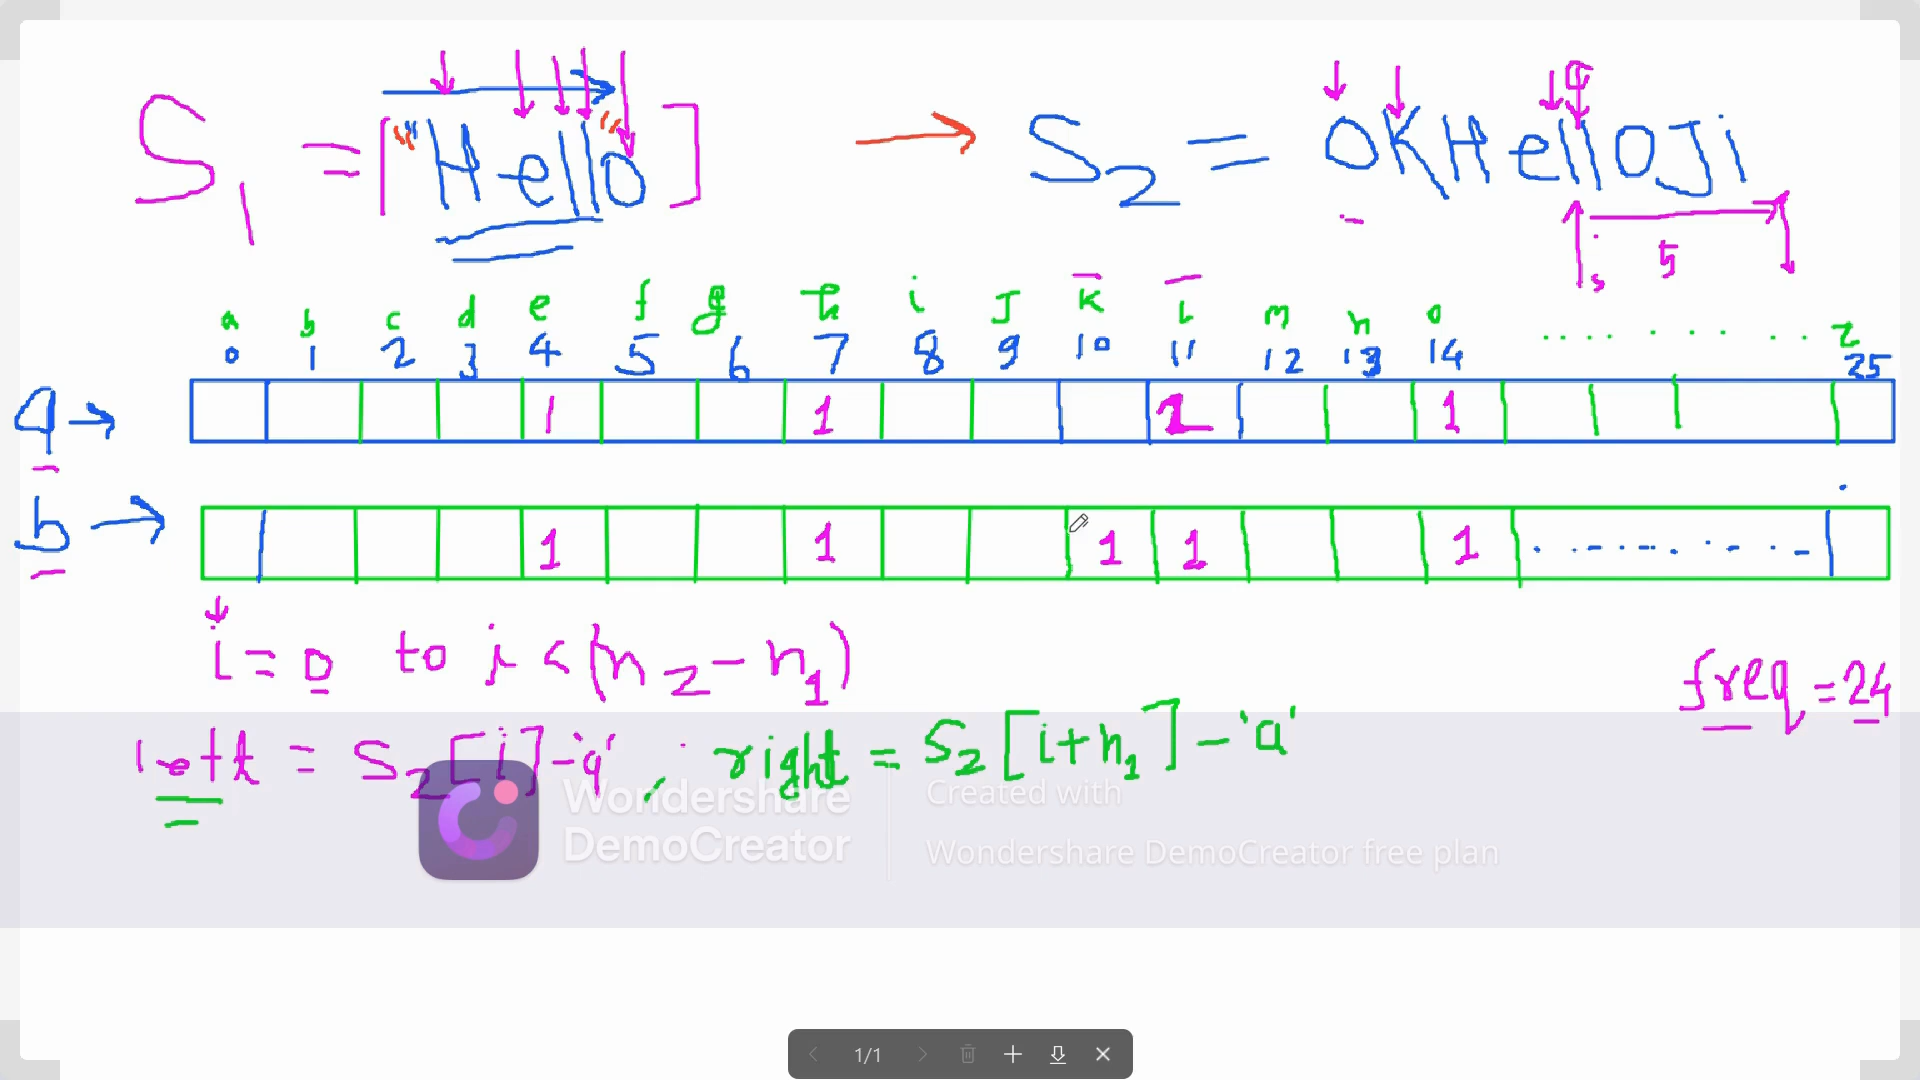 S1 = ["Hello"] → S2 = OKHelloJi
i 5
s
a b c d e f g h i J K L m n o . . . . . . . z
0 1 2 3 4 5 6 7 8 9 10 11 12 13 14 25
a → 1 1 2 1
b → 1 1 1 1 1
i = 0 to i < (n2 - n1)
freq = 24
left = S2[i] - 'a', right = S2[i+n1] - 'a'
Wondershare DemoCreator
Created with
Wondershare DemoCreator free plan
1/1